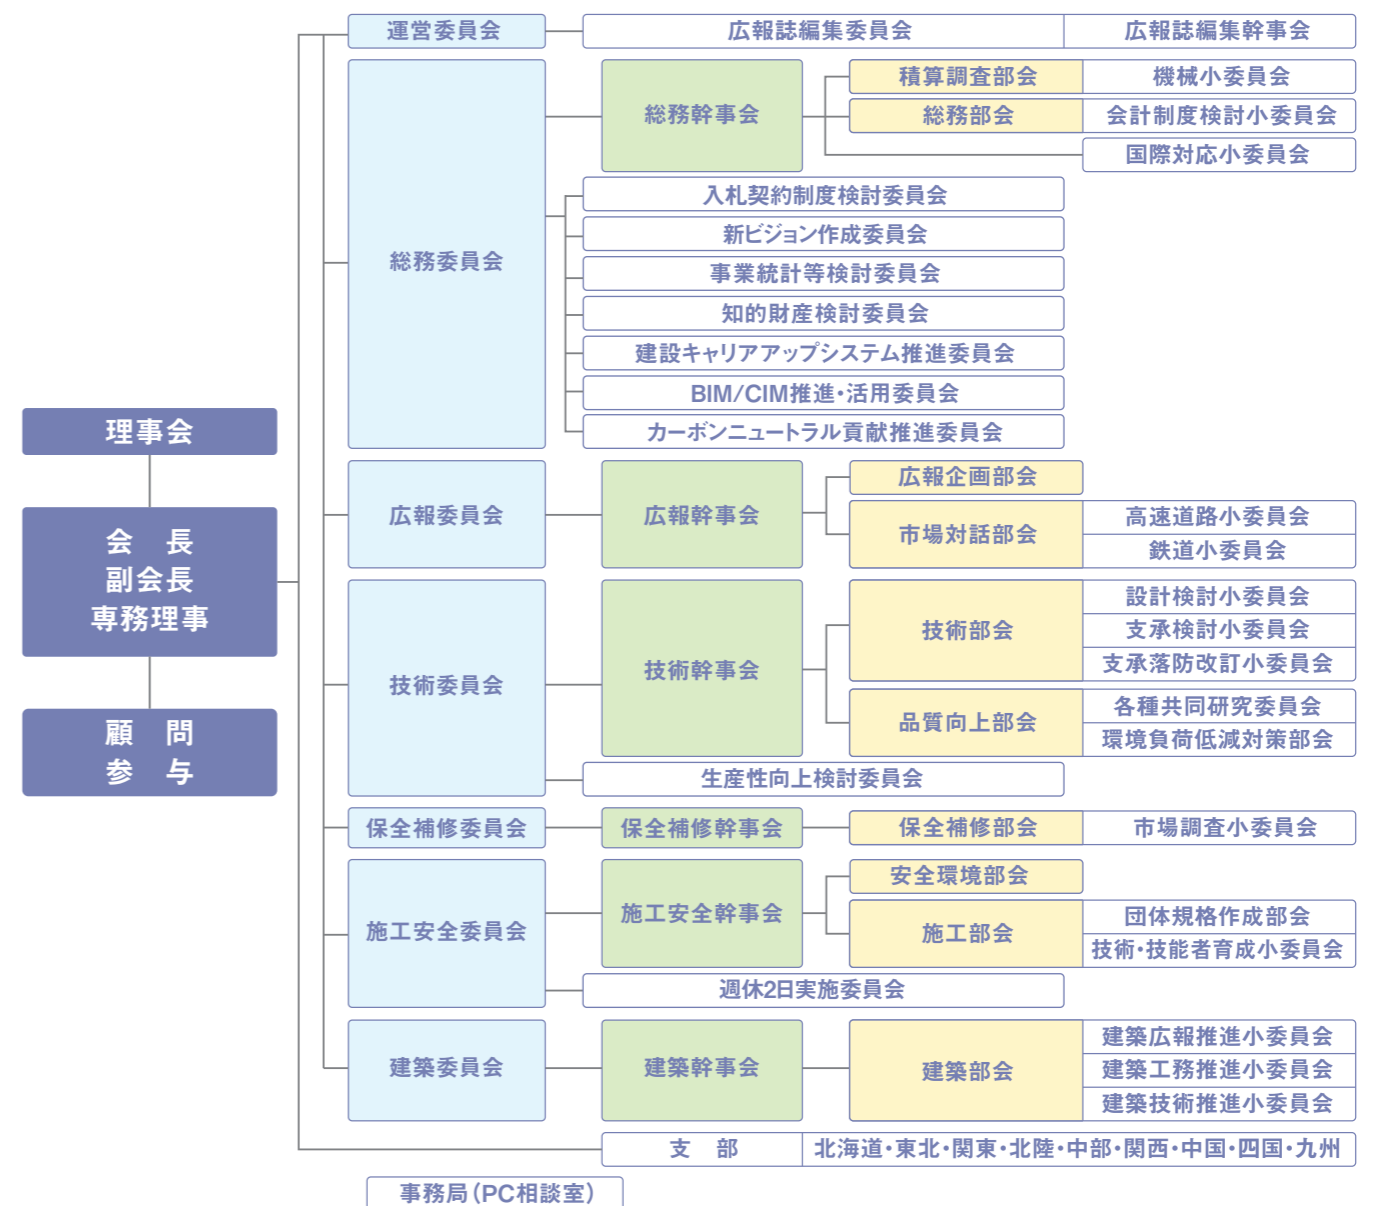 理事会
会　長
副会長
専務理事
顧　問
参　与
運営委員会
広報誌編集委員会
広報誌編集幹事会
総務委員会
総務幹事会
積算調査部会
機械小委員会
総務部会
会計制度検討小委員会
国際対応小委員会
入札契約制度検討委員会
新ビジョン作成委員会
事業統計等検討委員会
知的財産検討委員会
建設キャリアアップシステム推進委員会
BIM/CIM推進・活用委員会
カーボンニュートラル貢献推進委員会
広報委員会
広報幹事会
広報企画部会
市場対話部会
高速道路小委員会
鉄道小委員会
技術委員会
技術幹事会
技術部会
設計検討小委員会
支承検討小委員会
支承落防改訂小委員会
品質向上部会
各種共同研究委員会
環境負荷低減対策部会
生産性向上検討委員会
保全補修委員会
保全補修幹事会
保全補修部会
市場調査小委員会
施工安全委員会
施工安全幹事会
安全環境部会
施工部会
団体規格作成部会
技術・技能者育成小委員会
週休2日実施委員会
建築委員会
建築幹事会
建築部会
建築広報推進小委員会
建築工務推進小委員会
建築技術推進小委員会
支　部
北海道・東北・関東・北陸・中部・関西・中国・四国・九州
事務局（PC相談室）